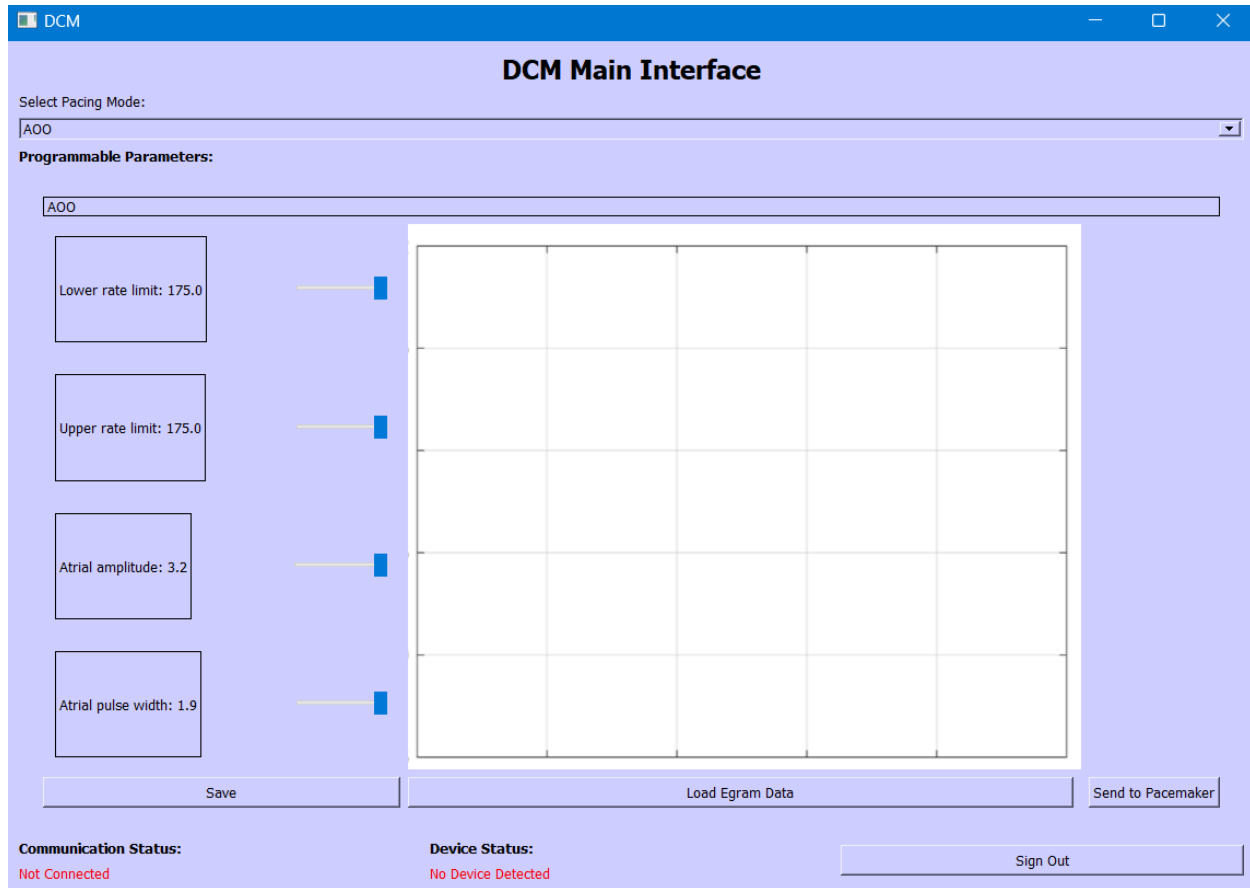 DCM
DCM Main Interface
Select Pacing Mode:
AOO
Programmable Parameters:
AOO
Lower rate limit: 175.0
Upper rate limit: 175.0
Atrial amplitude: 3.2
Atrial pulse width: 1.9
Save
Load Egram Data
Send to Pacemaker
Communication Status:
Device Status:
Not Connected
No Device Detected
Sign Out